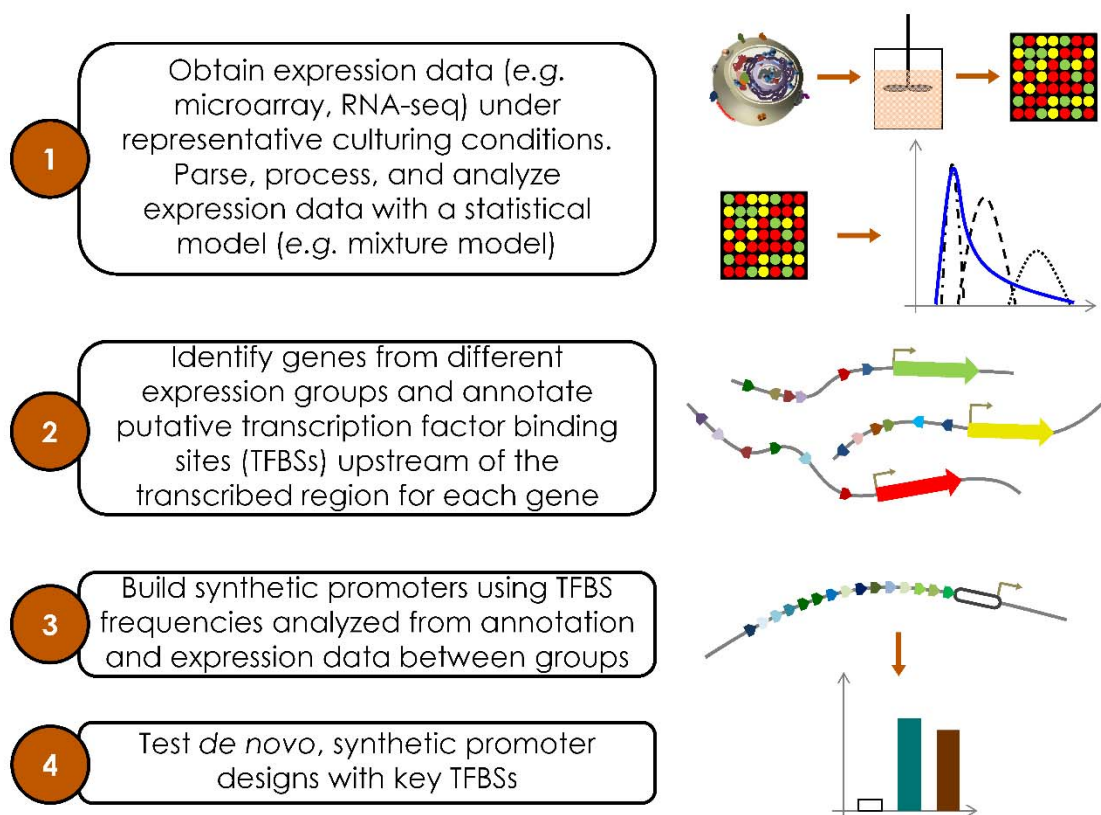 1
Obtain expression data (e.g.
microarray, RNA-seq) under
representative culturing conditions.
Parse, process, and analyze
expression data with a statistical
model (e.g. mixture model)
2
Identify genes from different
expression groups and annotate
putative transcription factor binding
sites (TFBSs) upstream of the
transcribed region for each gene
3
Build synthetic promoters using TFBS
frequencies analyzed from annotation
and expression data between groups
4
Test de novo, synthetic promoter
designs with key TFBSs